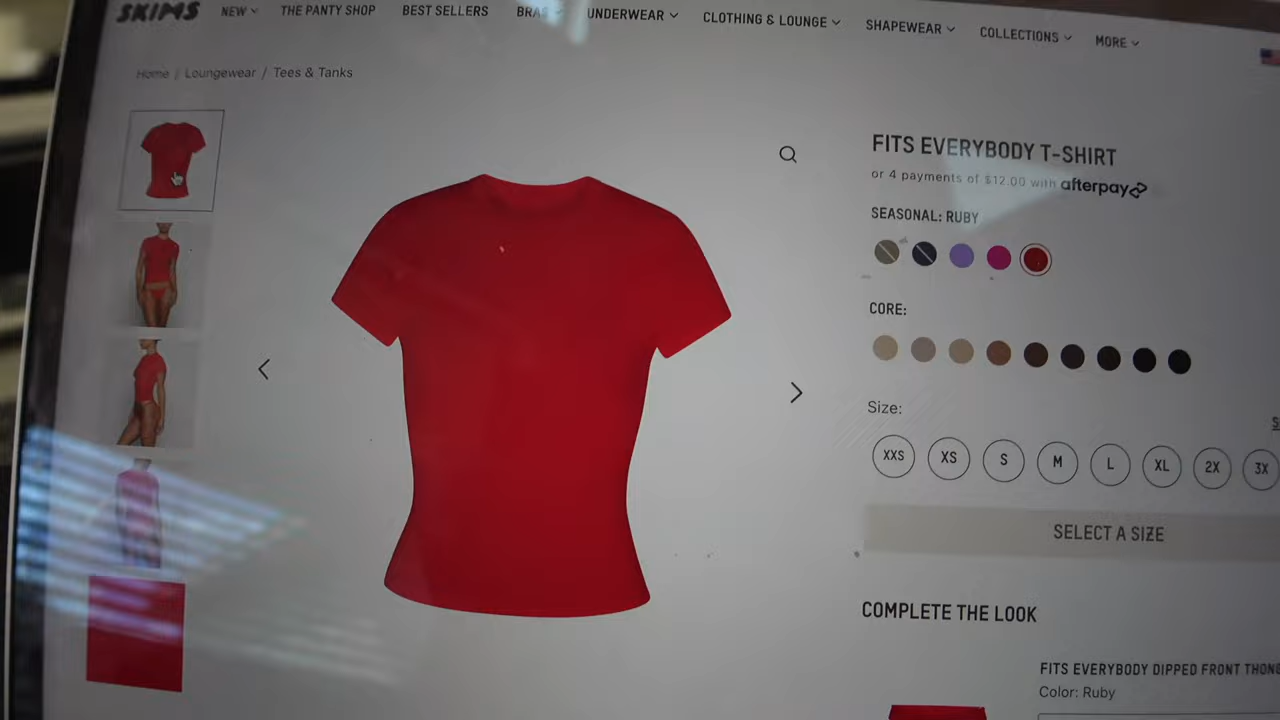 SKIMS
NEW
THE PANTY SHOP
BEST SELLERS
BRAS
UNDERWEAR
CLOTHING & LOUNGE
SHAPEWEAR
COLLECTIONS
MORE
Home / Loungewear / Tees & Tanks
FITS EVERYBODY T-SHIRT
or 4 payments of $12.00 with afterpay
SEASONAL: RUBY
CORE:
Size:
XXS
XS
S
M
L
XL
2X
3X
SELECT A SIZE
COMPLETE THE LOOK
FITS EVERYBODY DIPPED FRONT THONG
Color: Ruby